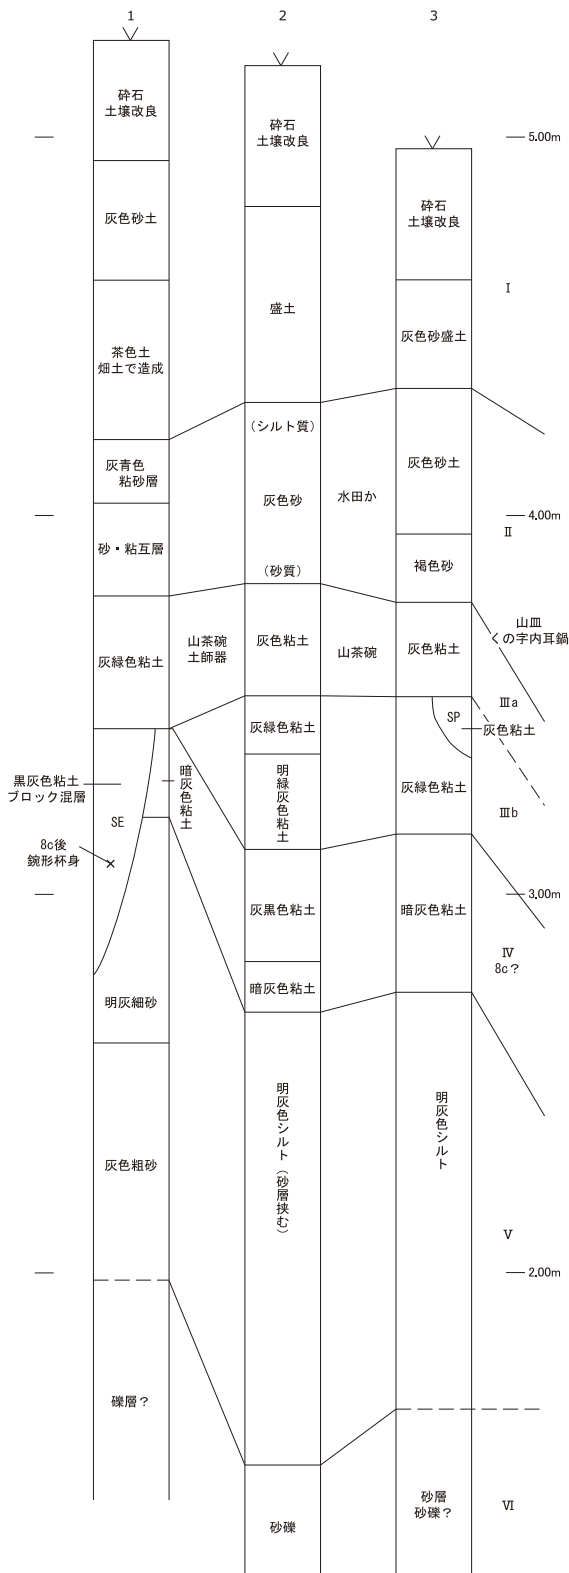 1
2
3
砕石
土壌改良
灰色砂土
茶色土
畑土で造成
灰青色
粘砂層
砂・粘互層
灰緑色粘土
黒灰色粘土
ブロック混層
SE
8c後
鋺形杯身
暗灰色粘土
明灰細砂
灰色粗砂
礫層？
山茶碗
土師器
砕石
土壌改良
盛土
（シルト質）
灰色砂
（砂質）
灰色粘土
灰緑色粘土
明緑灰色粘土
灰黒色粘土
暗灰色粘土
明灰色シルト（砂層挟む）
砂礫
水田か
山茶碗
砕石
土壌改良
灰色砂盛土
灰色砂土
褐色砂
灰色粘土
SP
灰色粘土
灰緑色粘土
暗灰色粘土
明灰色シルト
砂層
砂礫？
5.00m
Ⅰ
4.00m
Ⅱ
山皿
くの字内耳鍋
Ⅲa
Ⅲb
3.00m
Ⅳ
8c？
Ⅴ
2.00m
Ⅵ